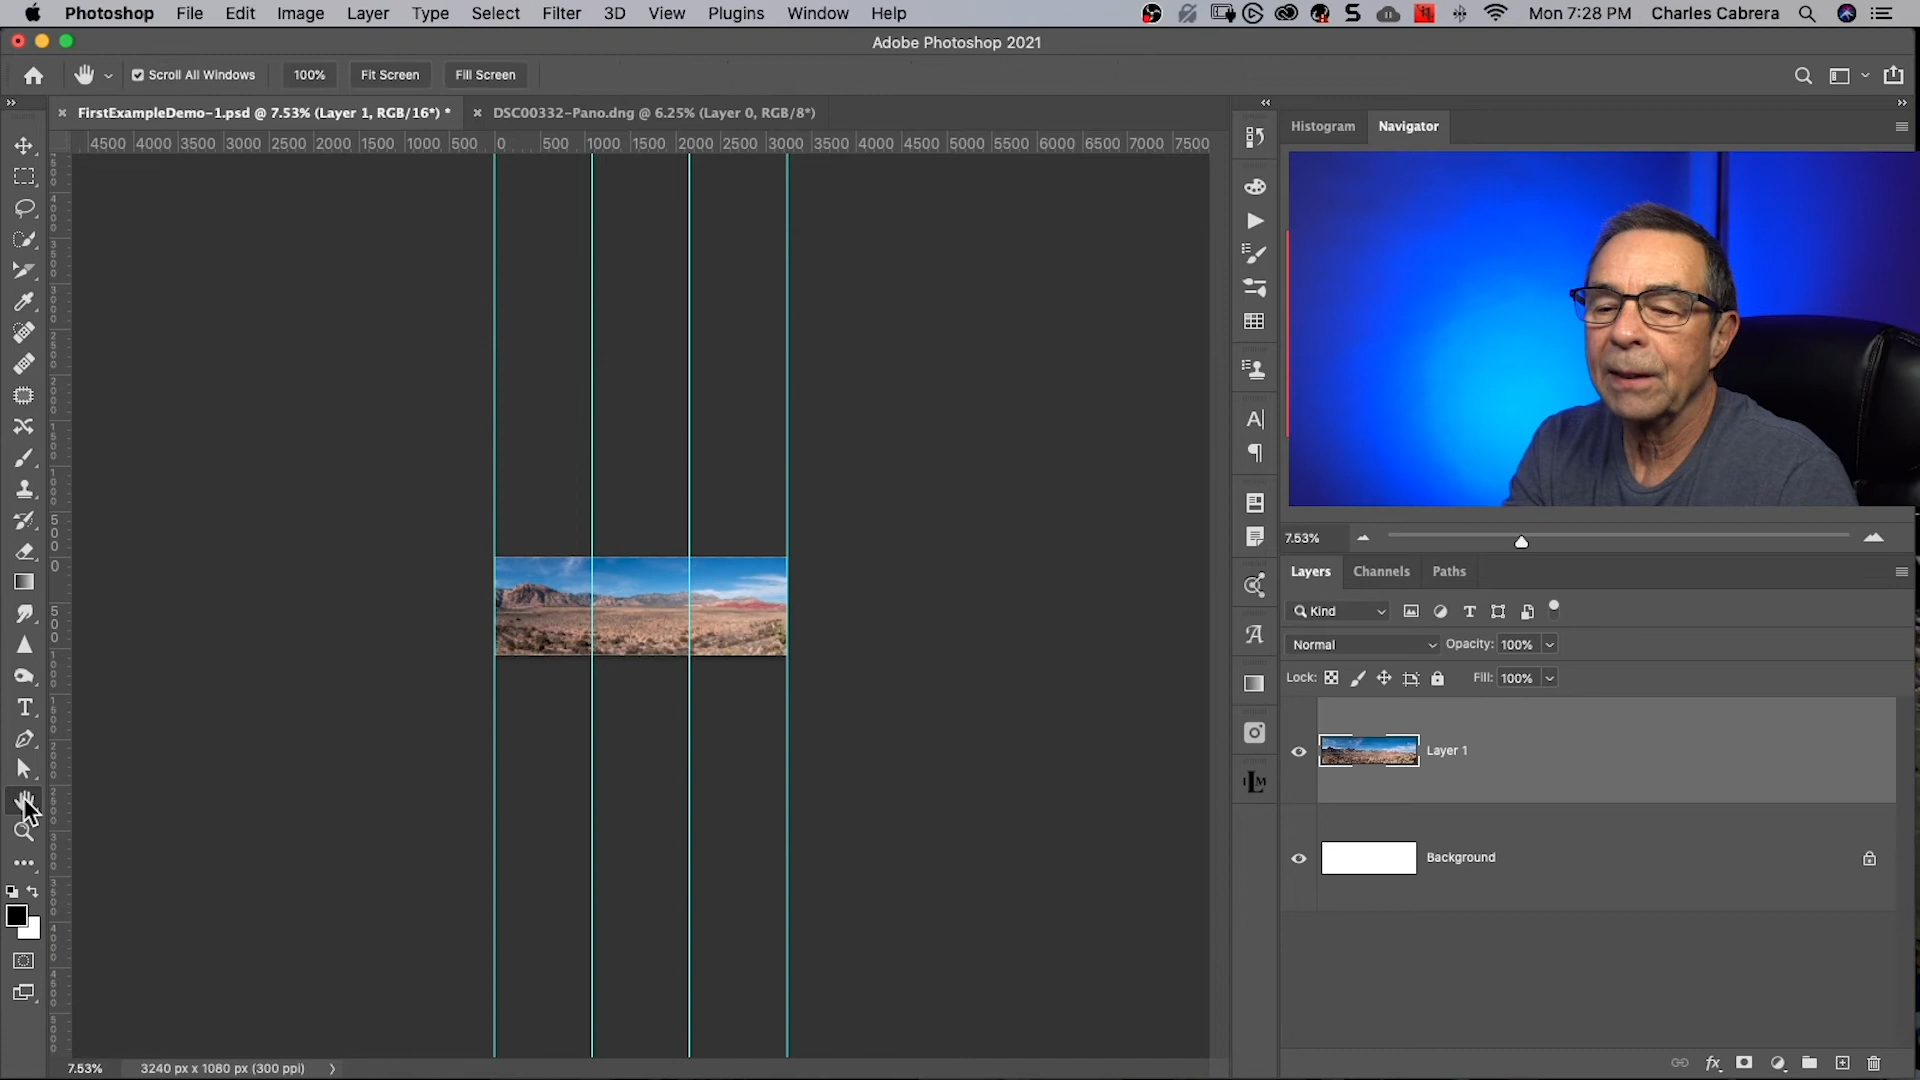 Photoshop File Edit Image Layer Type Select Filter 3D View Plugins Window Help Mon 7:28 PM Charles Cabrera
Adobe Photoshop 2021
Scroll All Windows 100% Fit Screen Fill Screen
FirstExampleDemo-1.psd @ 7.53% (Layer 1, RGB/16*) * DSC00332-Pano.dng @ 6.25% (Layer 0, RGB/8*)
4500 4000 3500 3000 2500 2000 1500 1000 500 0 500 1000 1500 2000 2500 3000 3500 4000 4500 5000 5500 6000 6500 7000 7500
Histogram Navigator
7.53%
Layers Channels Paths
Kind
Normal Opacity: 100%
Lock: Fill: 100%
Layer 1
Background
7.53% 3240 px x 1080 px (300 ppi)